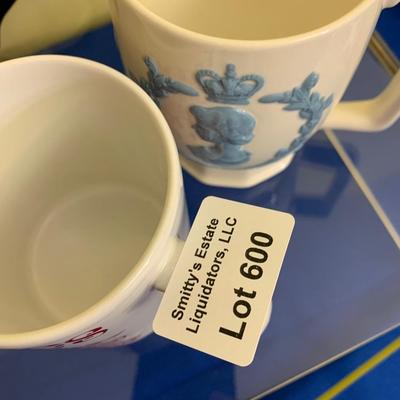 Smitty's Estate
Liquidators, LLC
Lot 600